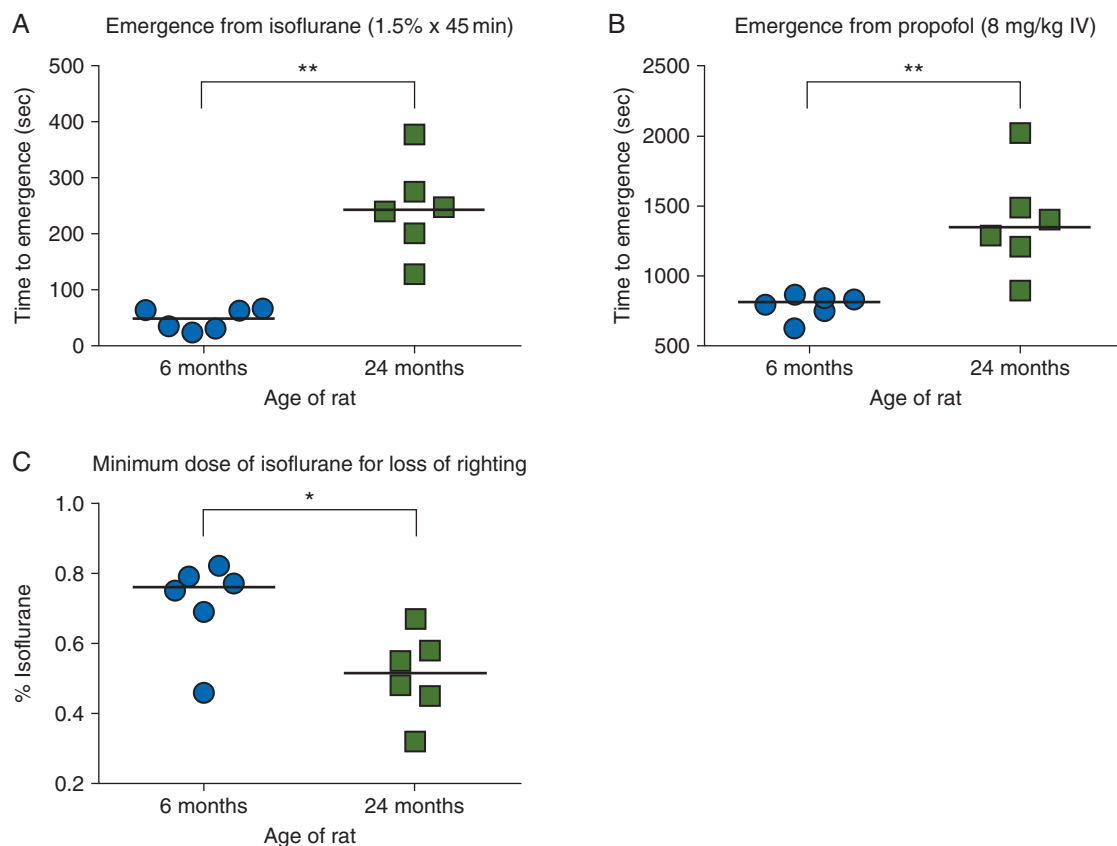 A
Emergence from isoflurane (1.5% x 45 min)
Time to emergence (sec)
500
400
300
200
100
0
**
6 months
24 months
Age of rat
B
Emergence from propofol (8 mg/kg IV)
Time to emergence (sec)
2500
2000
1500
1000
500
**
6 months
24 months
Age of rat
C
Minimum dose of isoflurane for loss of righting
% Isoflurane
1.0
0.8
0.6
0.4
0.2
*
6 months
24 months
Age of rat